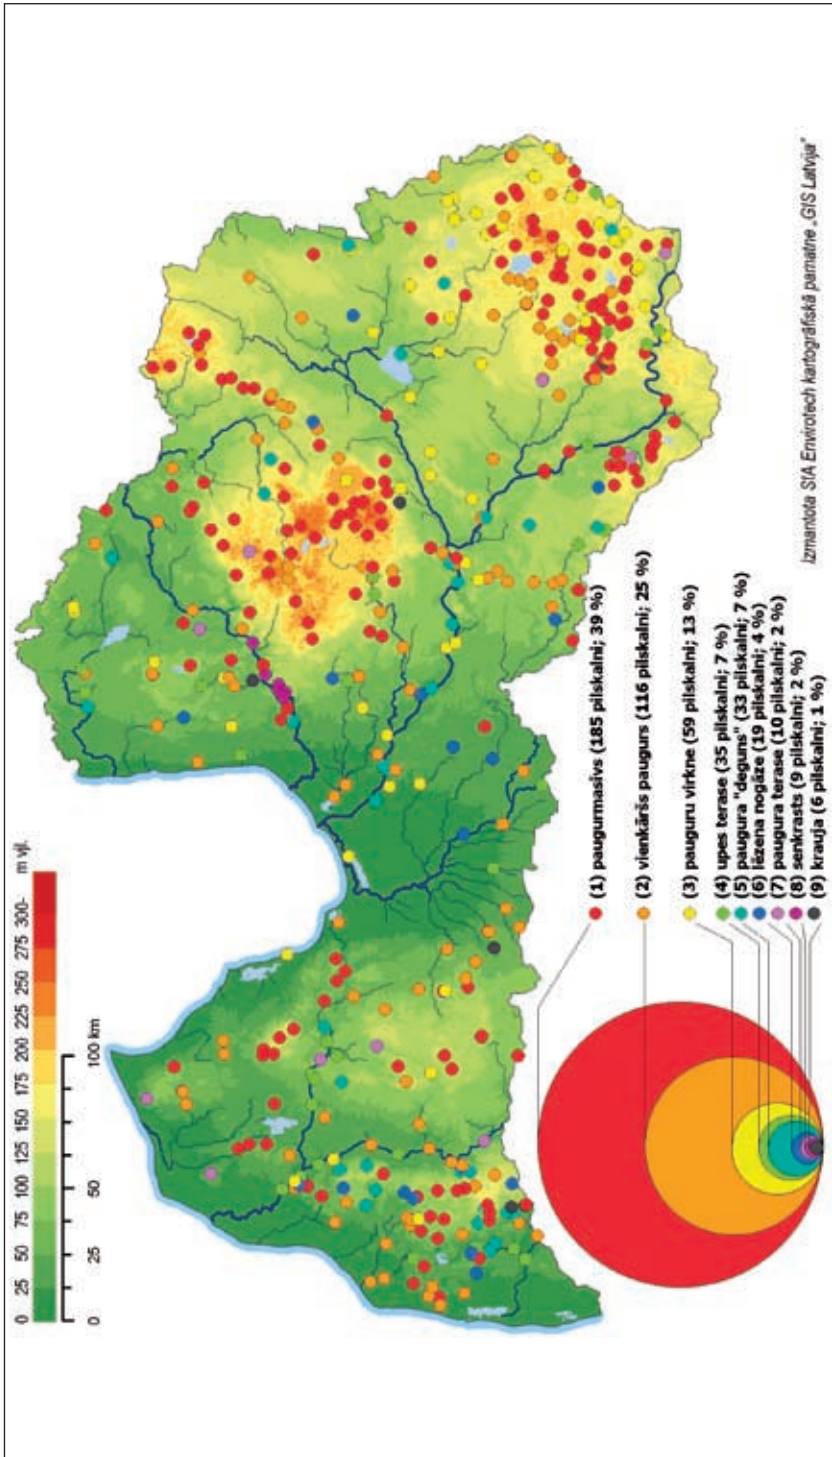 0 25 50 75 100 125 150 175 200 225 250 275 300- m vjl.
0 25 50 100 km
(1) paugurmasīvs (185 pilskalni; 39 %)
(2) vienkāršs paugurs (116 pilskalni; 25 %)
(3) pauguru virkne (59 pilskalni; 13 %)
(4) upes terase (35 pilskalni; 7 %)
(5) paugura "deguns" (33 pilskalni; 7 %)
(6) lēzena nogāze (19 pilskalni; 4 %)
(7) paugura terase (10 pilskalni; 2 %)
(8) senkrasts (9 pilskalni; 2 %)
(9) krauja (6 pilskalni; 1 %)
Izmantota SIA Envirotech kartogrāfiskā pamatne „GIS Latvija"